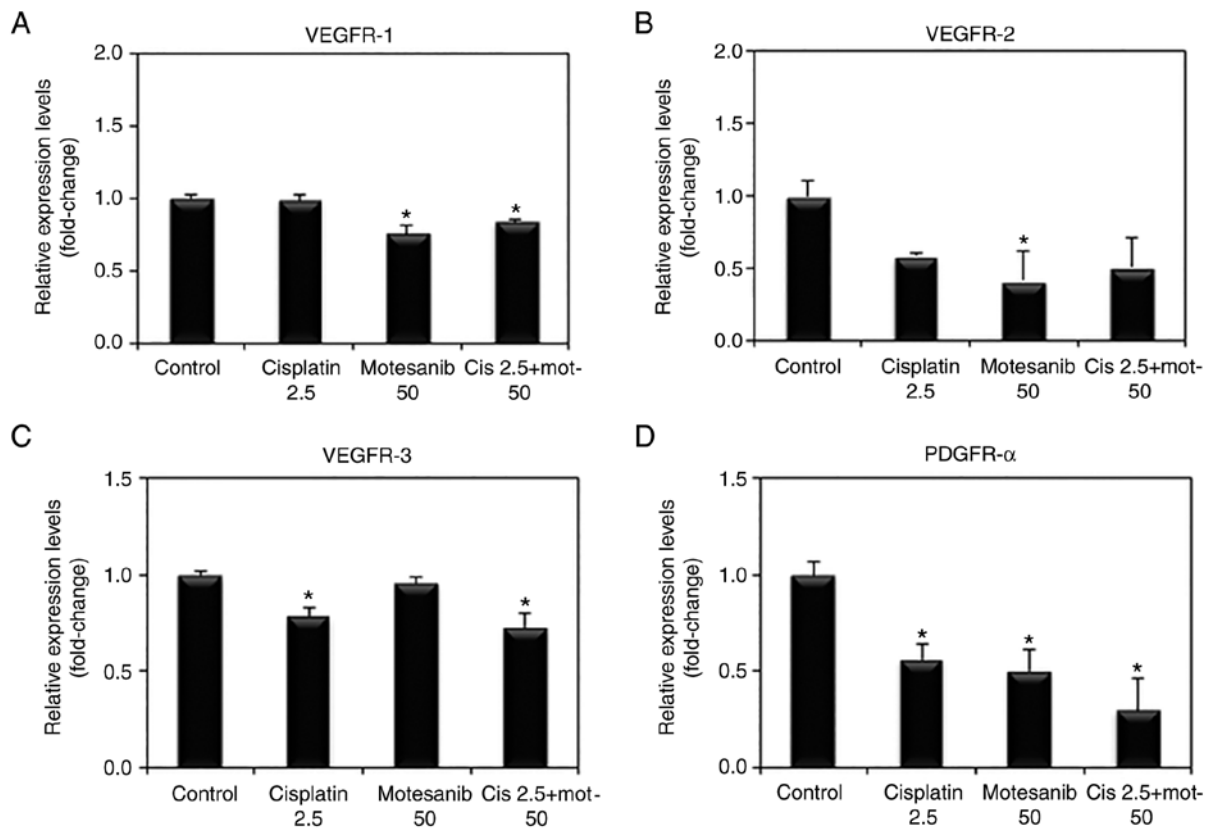 A
VEGFR-1
Relative expression levels
(fold-change)
2.0
1.5
1.0
0.5
0.0
*
*
Control
Cisplatin
2.5
Motesanib
50
Cis 2.5+mot-
50
B
VEGFR-2
Relative expression levels
(fold-change)
2.0
1.5
1.0
0.5
0.0
*
Control
Cisplatin
2.5
Motesanib
50
Cis 2.5+mot-
50
C
VEGFR-3
Relative expression levels
(fold-change)
1.5
1.0
0.5
0.0
*
*
Control
Cisplatin
2.5
Motesanib
50
Cis 2.5+mot-
50
D
PDGFR-α
Relative expression levels
(fold-change)
1.5
1.0
0.5
0.0
*
*
*
Control
Cisplatin
2.5
Motesanib
50
Cis 2.5+mot-
50